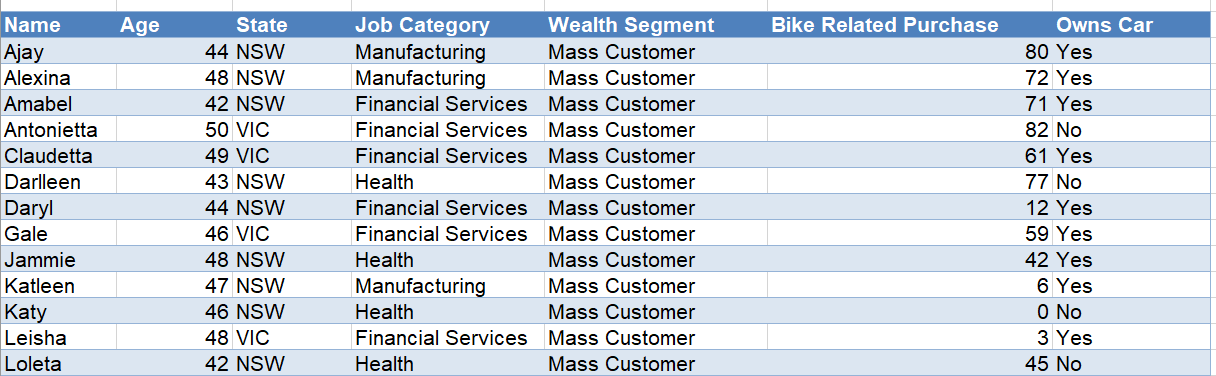 Name Age State Job Category Wealth Segment Bike Related Purchase Owns Car
Ajay 44 NSW Manufacturing Mass Customer 80 Yes
Alexina 48 NSW Manufacturing Mass Customer 72 Yes
Amabel 42 NSW Financial Services Mass Customer 71 Yes
Antonietta 50 VIC Financial Services Mass Customer 82 No
Claudetta 49 VIC Financial Services Mass Customer 61 Yes
Darlleen 43 NSW Health Mass Customer 77 No
Daryl 44 NSW Financial Services Mass Customer 12 Yes
Gale 46 VIC Financial Services Mass Customer 59 Yes
Jammie 48 NSW Health Mass Customer 42 Yes
Katleen 47 NSW Manufacturing Mass Customer 6 Yes
Katy 46 NSW Health Mass Customer 0 No
Leisha 48 VIC Financial Services Mass Customer 3 Yes
Loleta 42 NSW Health Mass Customer 45 No